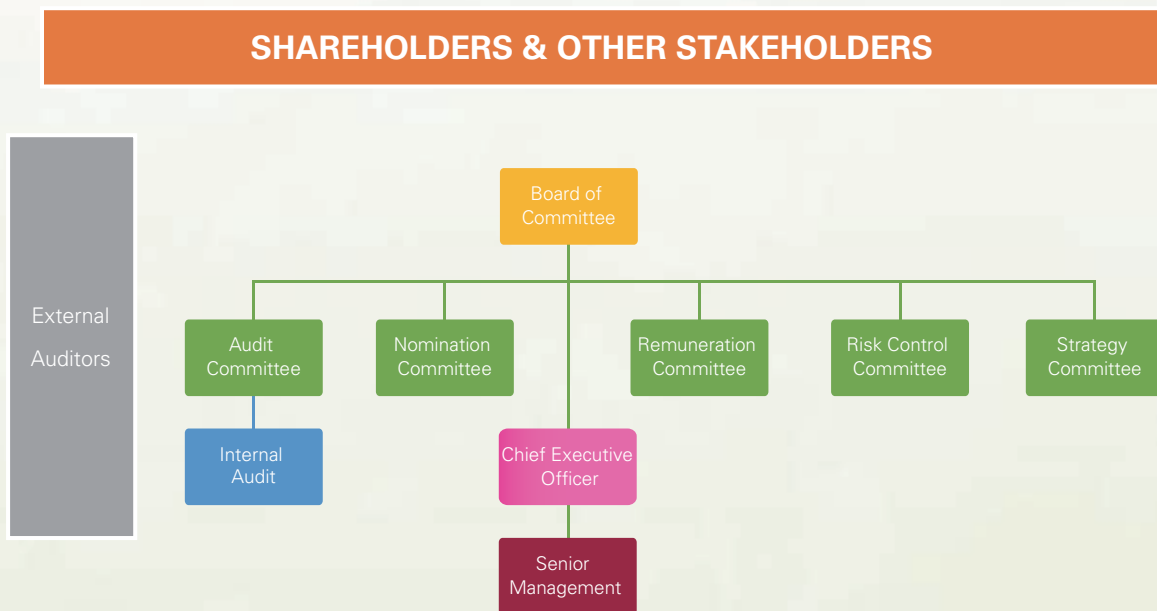 SHAREHOLDERS & OTHER STAKEHOLDERS
External
Auditors
Board of
Committee
Audit
Committee
Nomination
Committee
Remuneration
Committee
Risk Control
Committee
Strategy
Committee
Internal
Audit
Chief Executive
Officer
Senior
Management